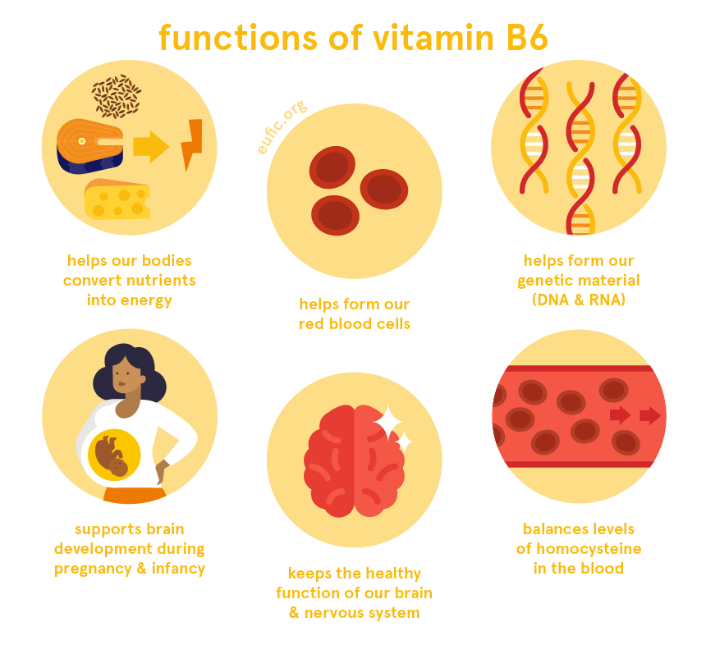 functions of vitamin B6
eufic.org
helps our bodies
convert nutrients
into energy
helps form our
red blood cells
helps form our
genetic material
(DNA & RNA)
supports brain
development during
pregnancy & infancy
keeps the healthy
function of our brain
& nervous system
balances levels
of homocysteine
in the blood